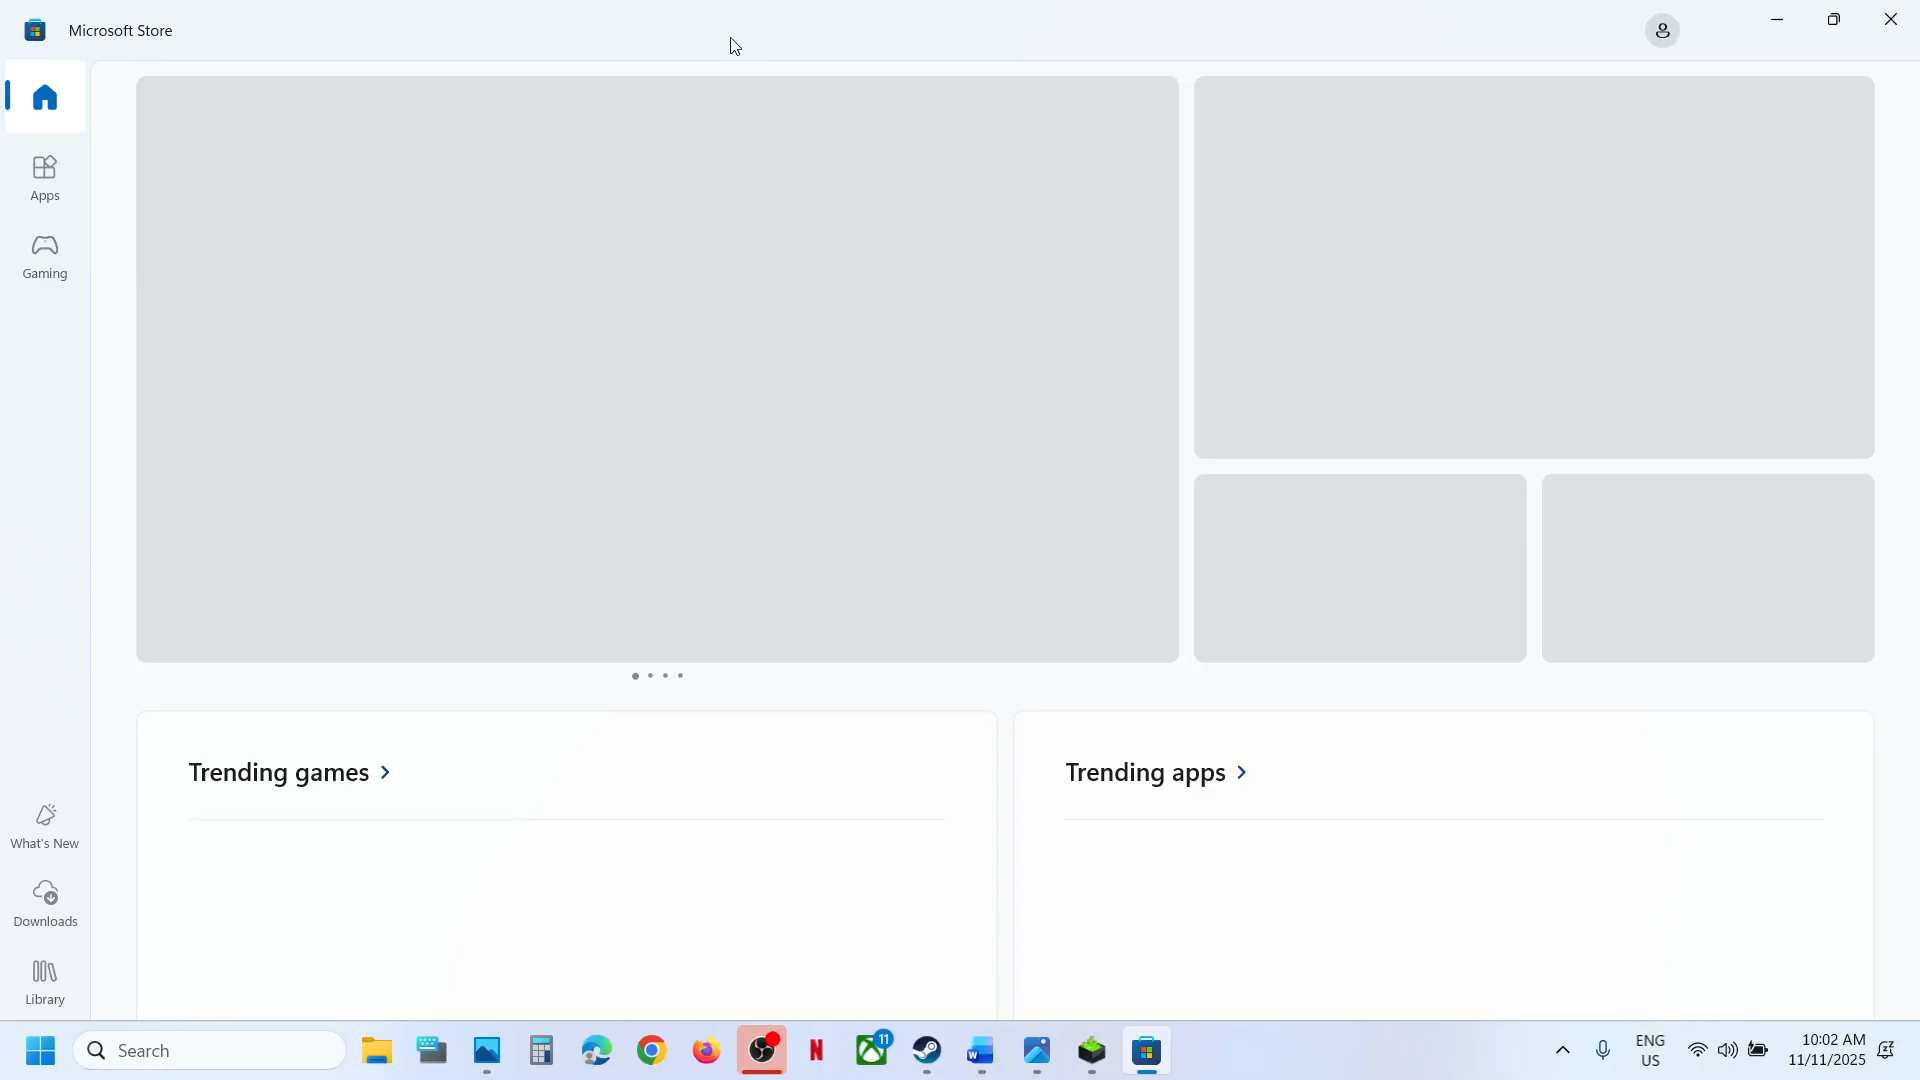 Microsoft Store
Apps
Gaming
Trending games
Trending apps
What's New
Downloads
Library
Search
11
ENG
US
10:02 AM
11/11/2025